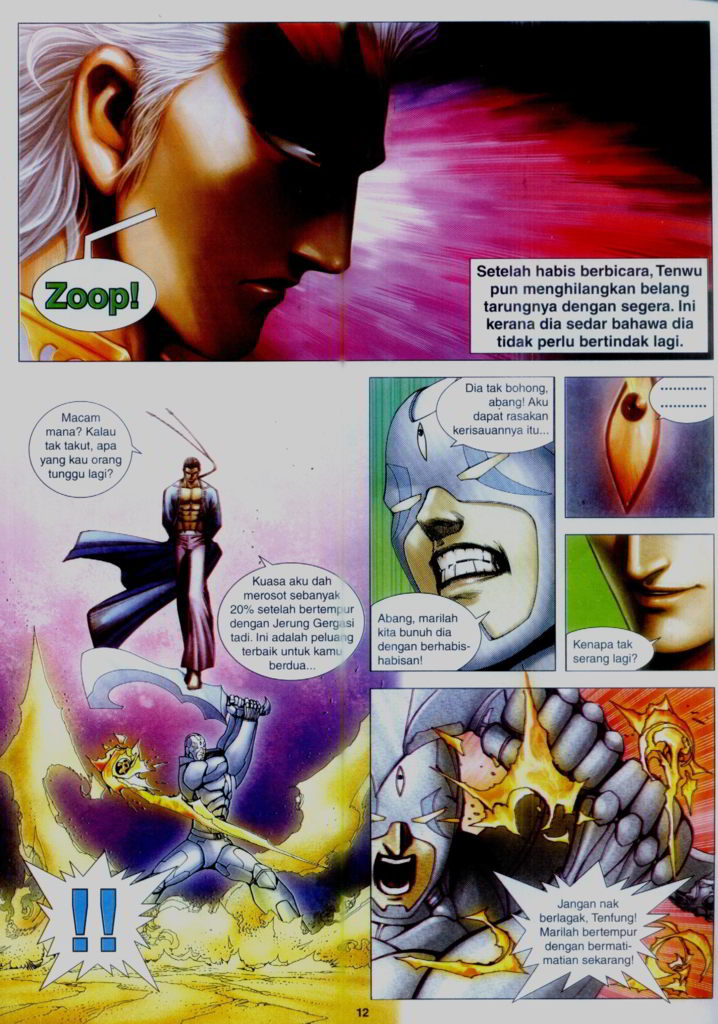 Zoop!
Setelah habis berbicara, Tenwu
pun menghilangkan belang
tarungnya dengan segera. Ini
kerana dia sedar bahawa dia
tidak perlu bertindak lagi.
Macam
mana? Kalau
tak takut, apa
yang kau orang
tunggu lagi?
Kuasa aku dah
merosot sebanyak
20% setelah bertempur
dengan Jerung Gergasi
tadi. Ini adalah peluang
terbaik untuk kamu
berdua...
!!
Dia tak bohong,
abang! Aku
dapat rasakan
kerisauannya itu...
Abang, marilah
kita bunuh dia
dengan berhabis-
habisan!
...........
...........
Kenapa tak
serang lagi?
Jangan nak
berlagak, Tenfung!
Marilah bertempur
dengan bermati-
matian sekarang!
12